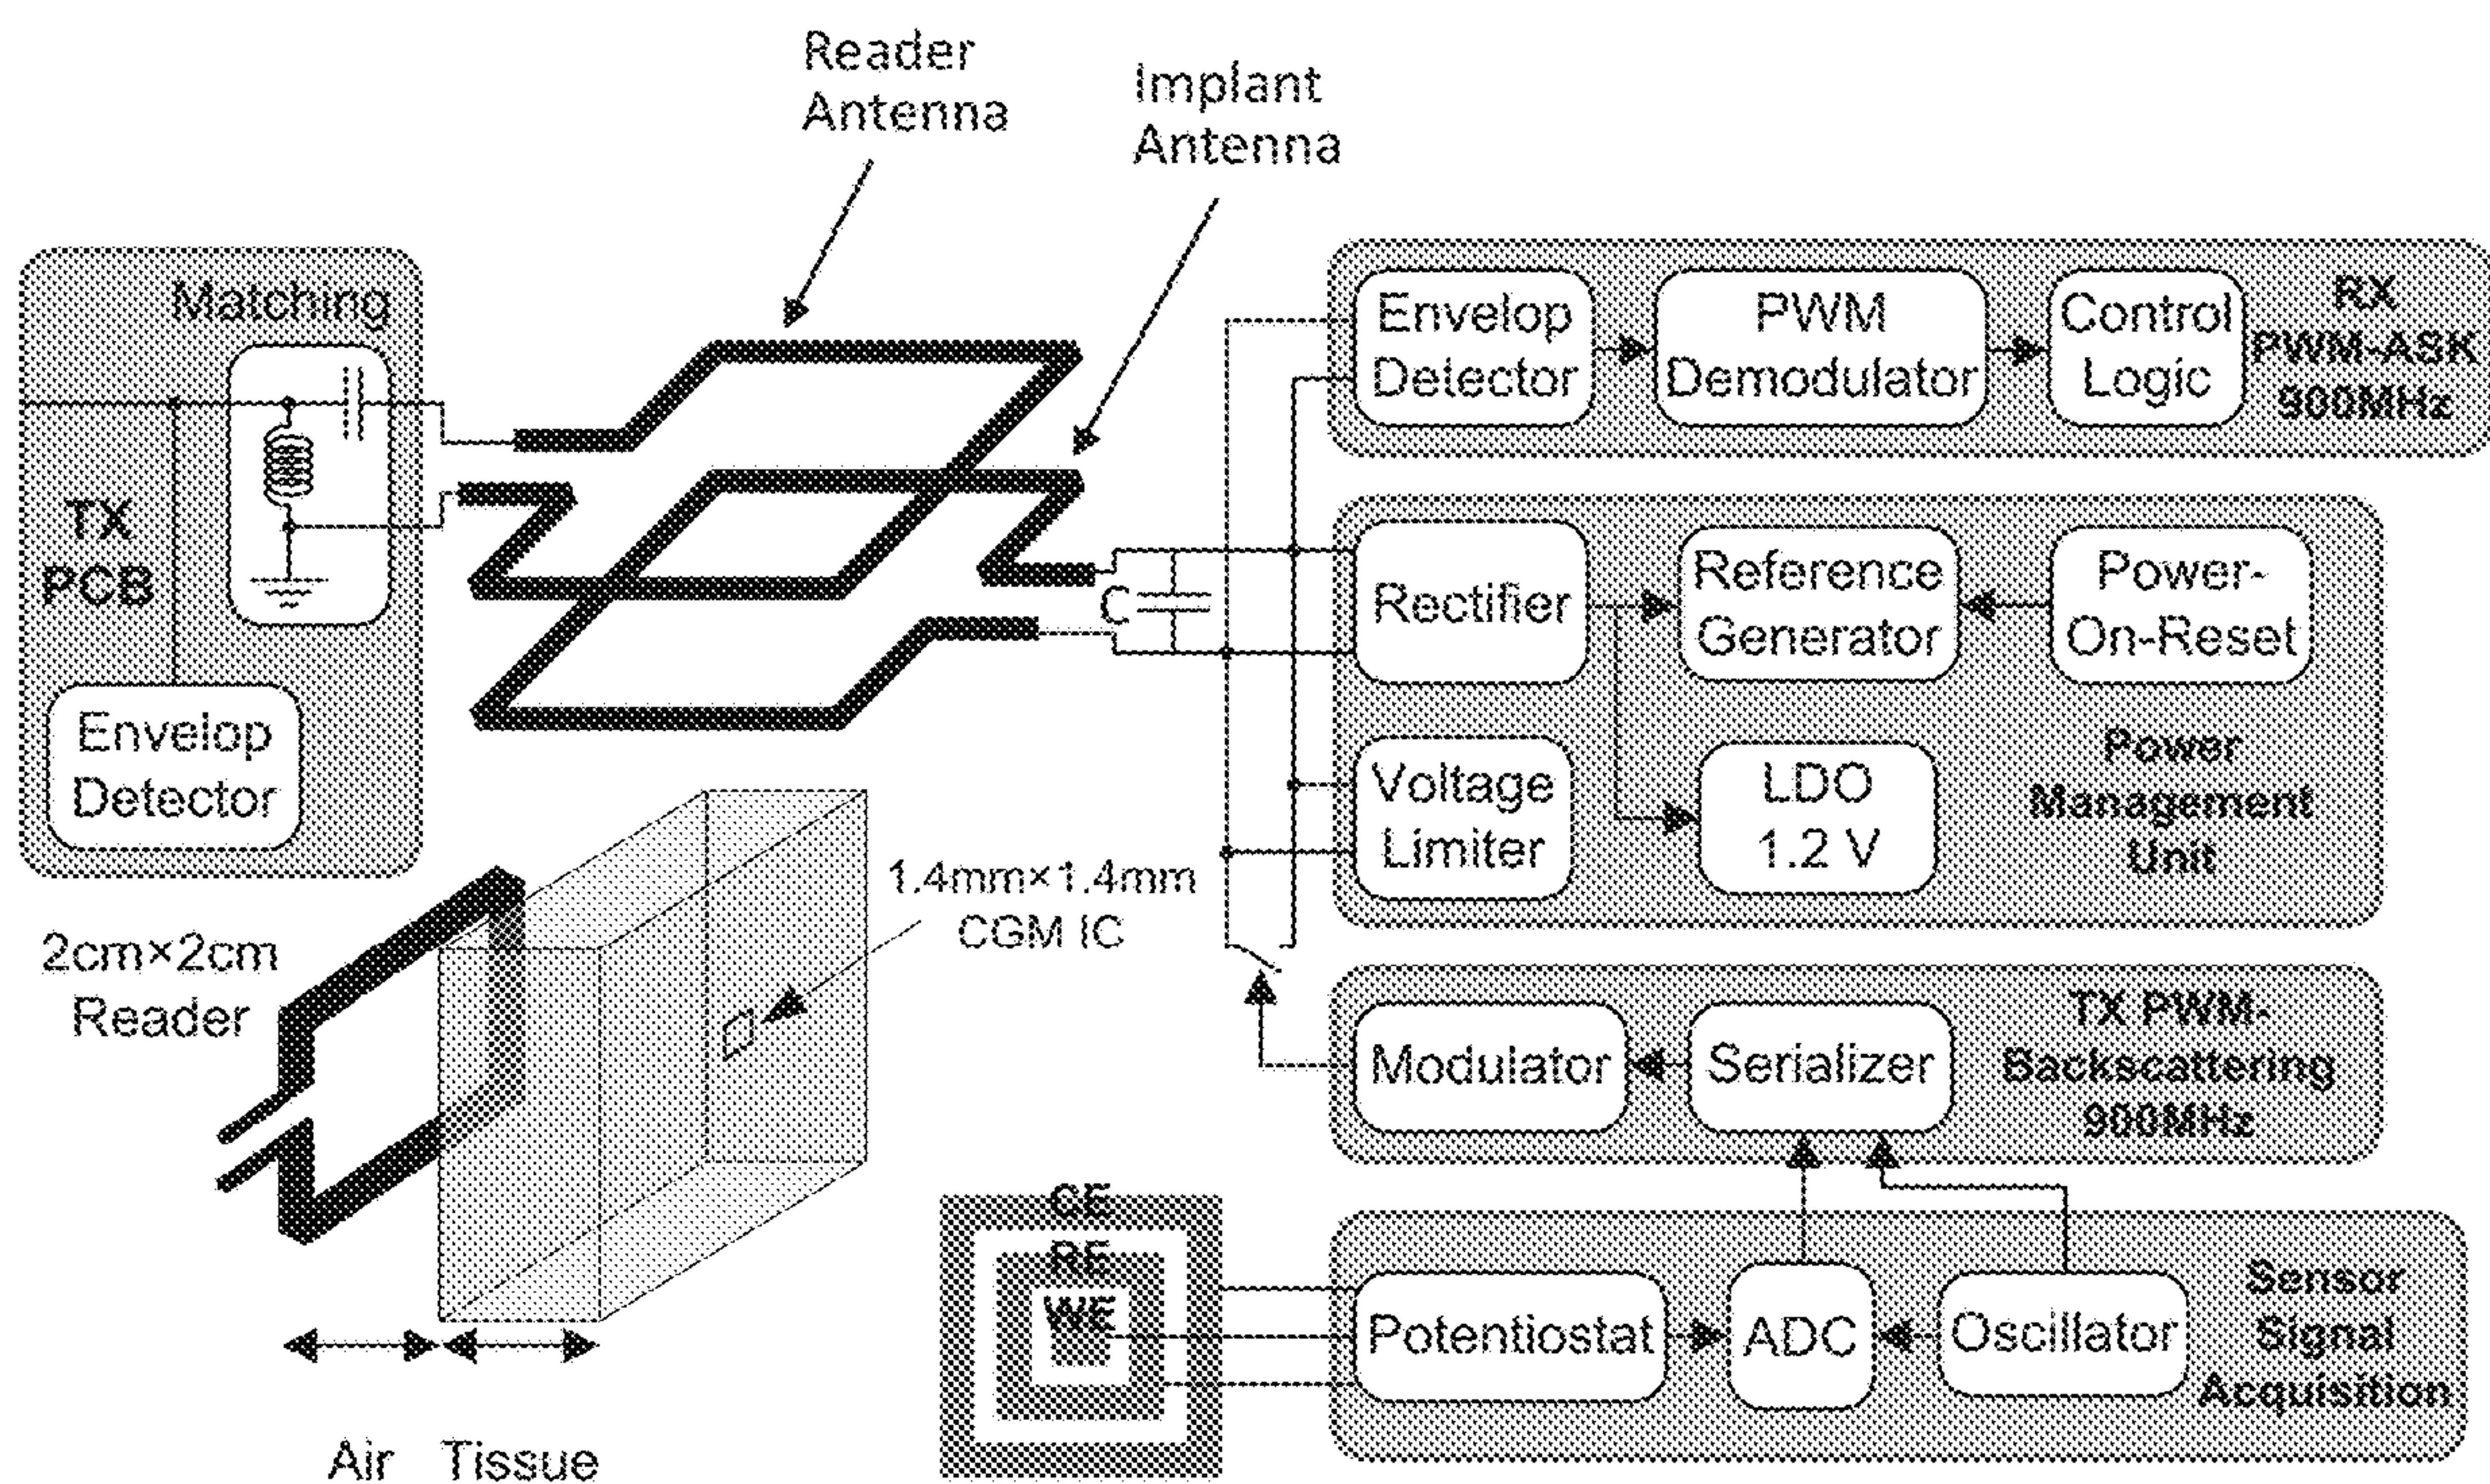 Reader
Antenna
Implant
Antenna
Matching
TX
PCB
Envelop
Detector
C
Envelop
Detector
PWM
Demodulator
Control
Logic
RX
PWM-ASK
900MHz
Rectifier
Reference
Generator
Power-
On-Reset
Voltage
Limiter
LDO
1.2 V
Power
Management
Unit
Modulator
Serializer
TX PWM-
Backscattering
900MHz
2cm×2cm
Reader
1.4mm×1.4mm
CGM IC
Air Tissue
CE
RE
WE
Potentiostat
ADC
Oscillator
Sensor
Signal
Acquisition